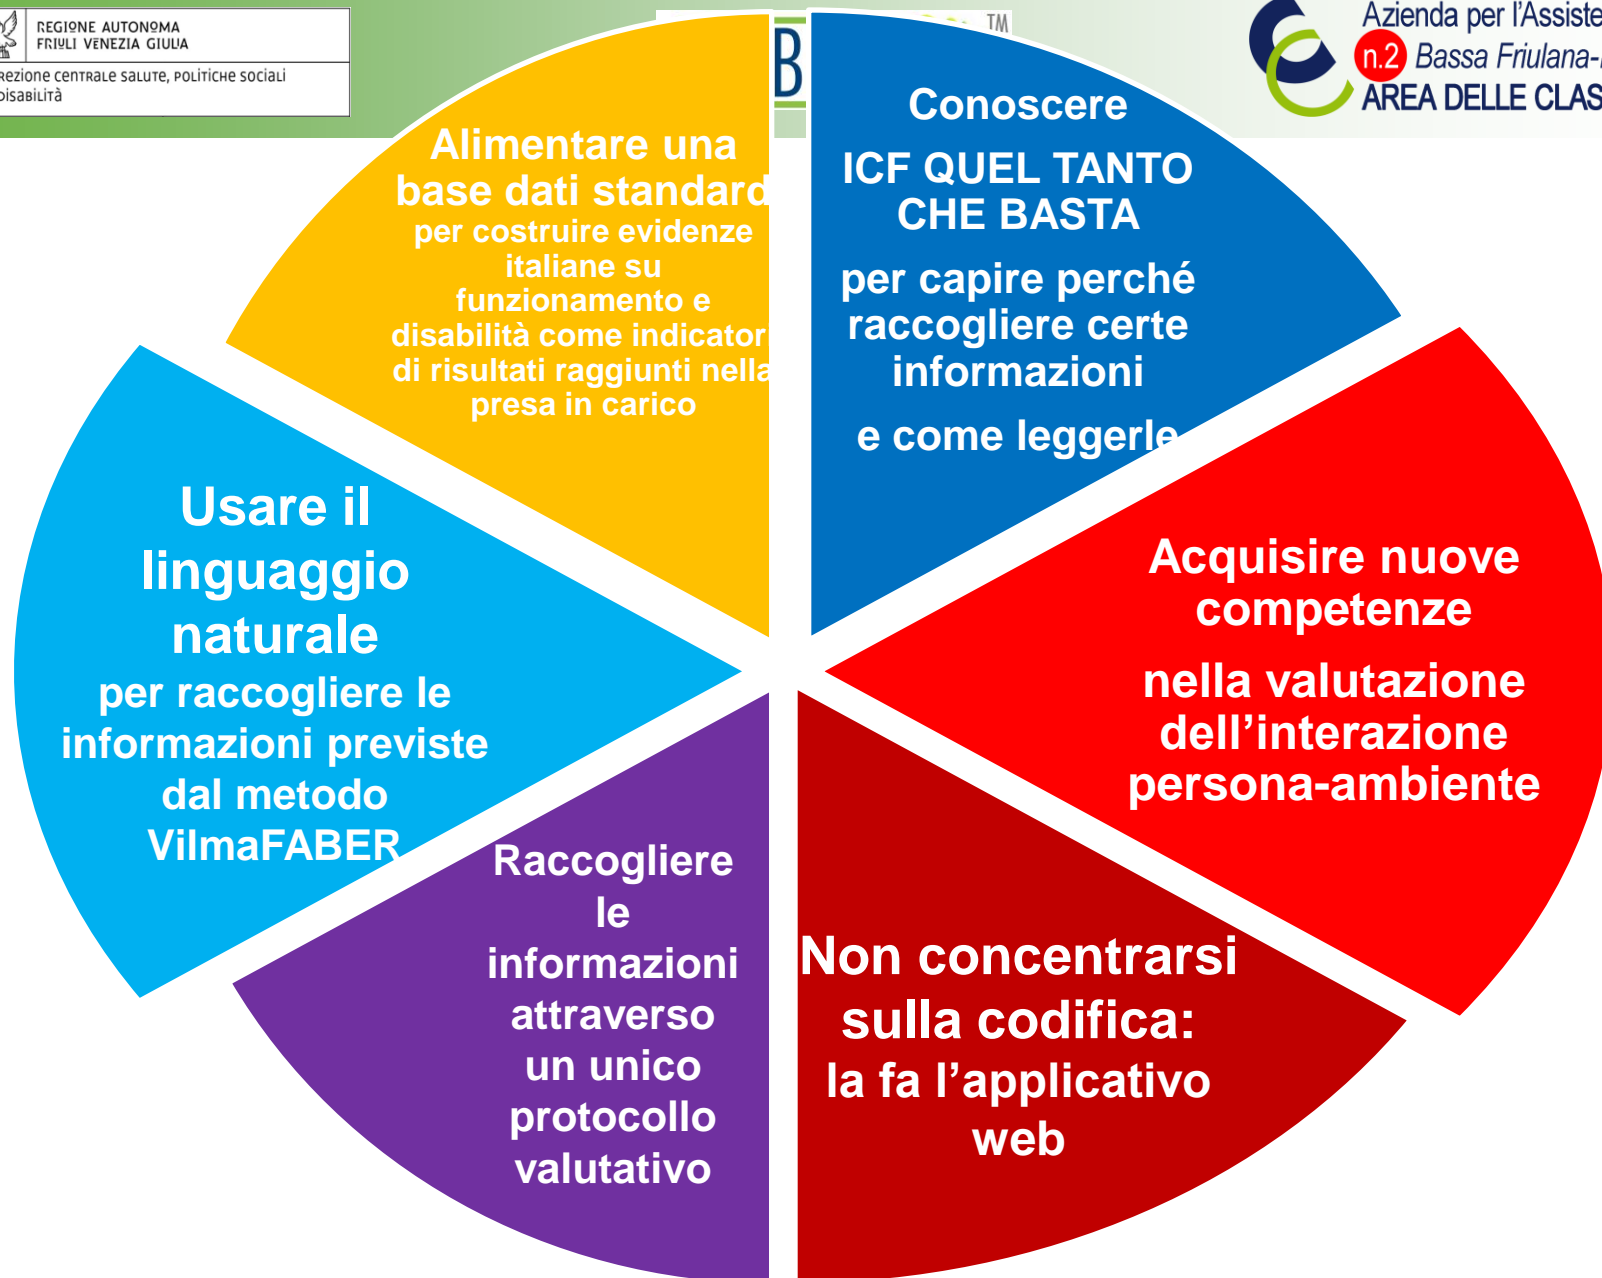 REGIONE AUTONOMA
FRIULI VENEZIA GIULIA
REZIONE CENTRALE SALUTE, POLITICHE SOCIALI
DISABILITÀ
B
TM
Azienda per l'Assiste
n.2 Bassa Friulana-
AREA DELLE CLAS
Conoscere
ICF QUEL TANTO
CHE BASTA
per capire perché
raccogliere certe
informazioni
e come leggerle
Acquisire nuove
competenze
nella valutazione
dell’interazione
persona-ambiente
Non concentrarsi
sulla codifica:
la fa l’applicativo
web
Raccogliere
le
informazioni
attraverso
un unico
protocollo
valutativo
Usare il
linguaggio
naturale
per raccogliere le
informazioni previste
dal metodo
VilmaFABER
Alimentare una
base dati standard
per costruire evidenze
italiane su
funzionamento e
disabilità come indicator
di risultati raggiunti nella
presa in carico